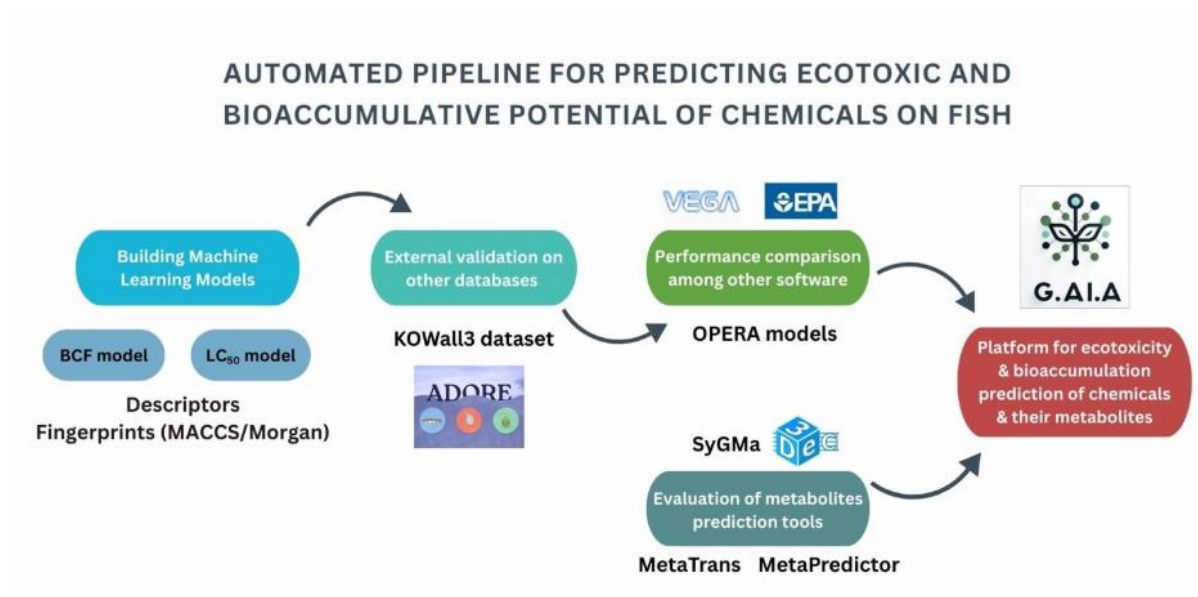 AUTOMATED PIPELINE FOR PREDICTING ECOTOXIC AND
BIOACCUMULATIVE POTENTIAL OF CHEMICALS ON FISH
Building Machine
Learning Models
BCF model
LC₅₀ model
Descriptors
Fingerprints (MACCS/Morgan)
External validation on
other databases
KOWall3 dataset
ADORE
VEGA
EPA
Performance comparison
among other software
OPERA models
SyGMa
3
D
e
C
Evaluation of metabolites
prediction tools
MetaTrans MetaPredictor
G.AI.A
Platform for ecotoxicity
& bioaccumulation
prediction of chemicals
& their metabolites